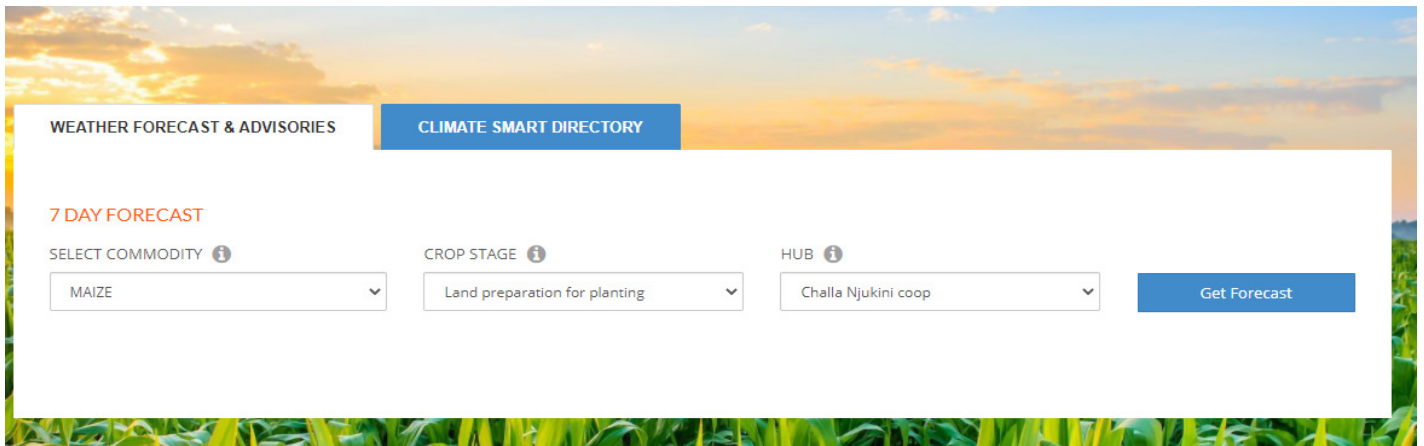 WEATHER FORECAST & ADVISORIES CLIMATE SMART DIRECTORY
7 DAY FORECAST
SELECT COMMODITY CROP STAGE HUB
MAIZE Land preparation for planting Challa Njukini coop Get Forecast